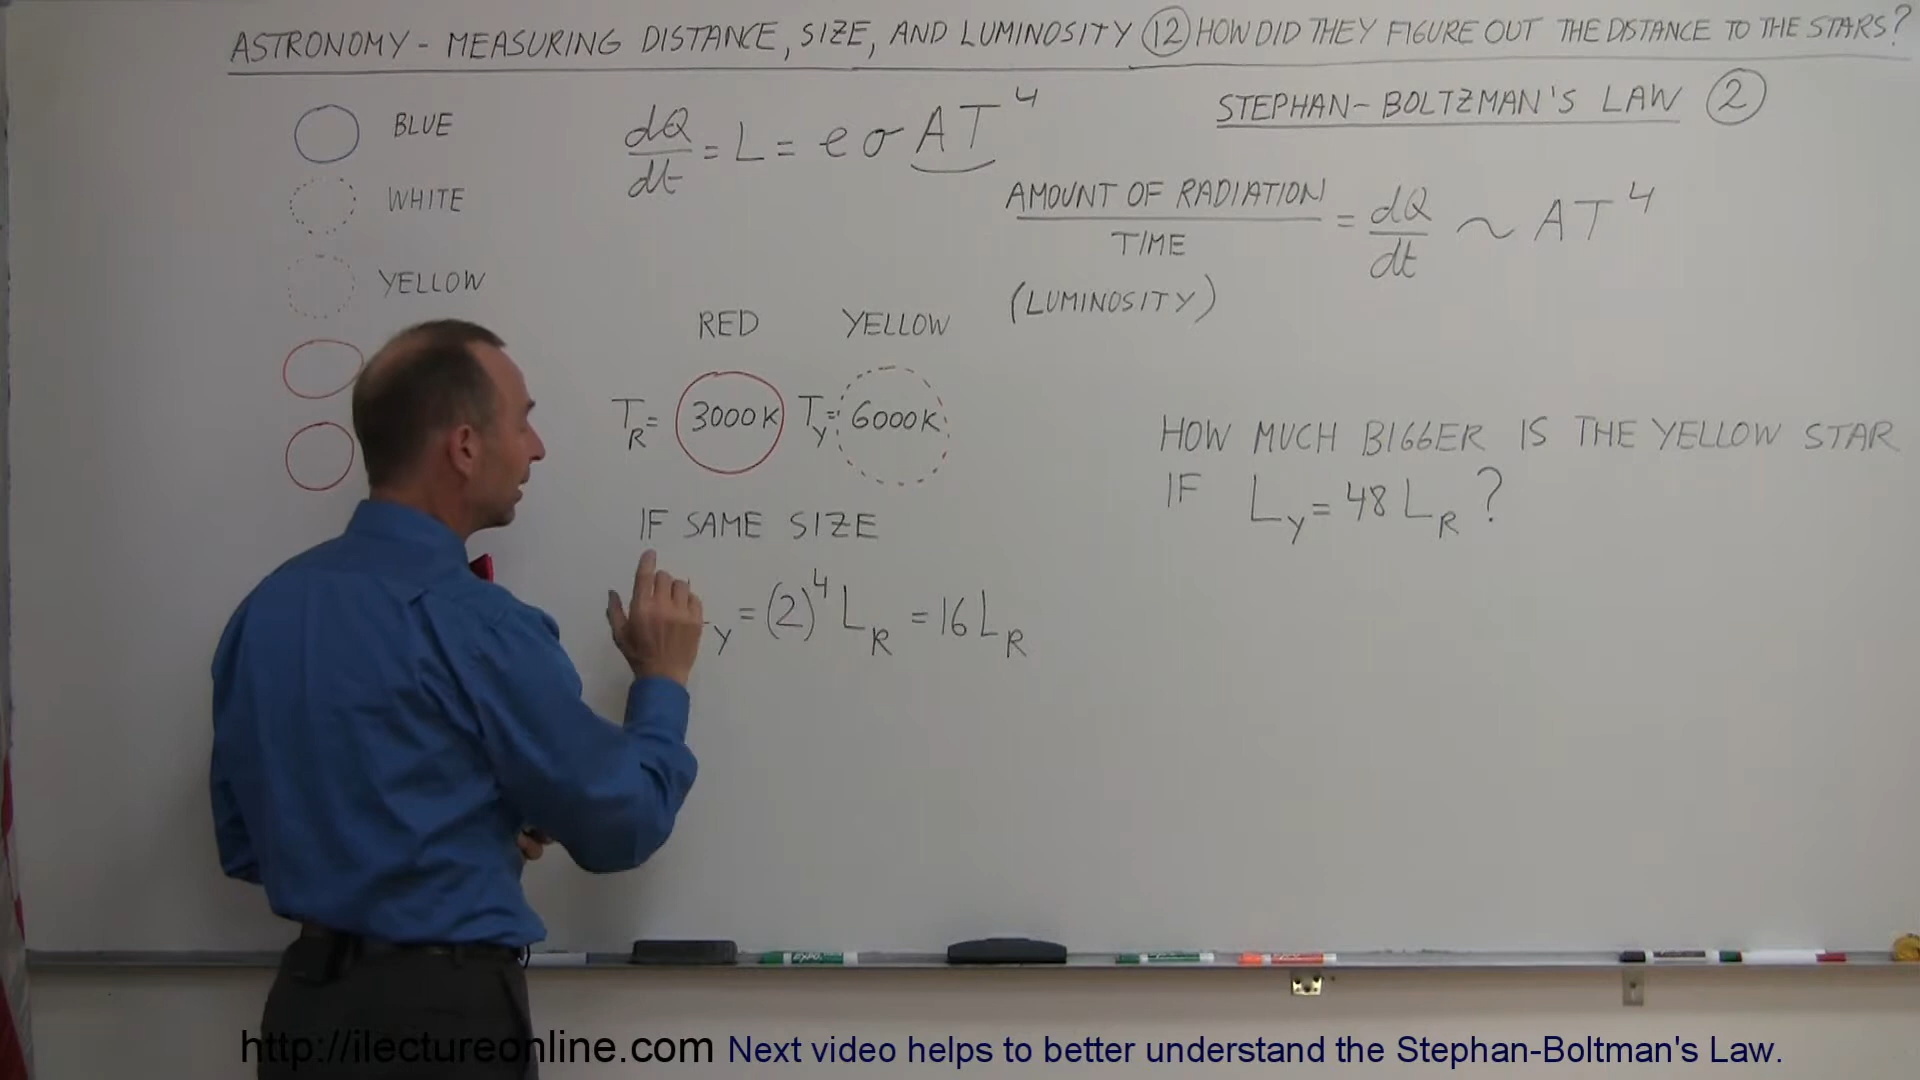 ASTRONOMY - MEASURING DISTANCE, SIZE, AND LUMINOSITY (12) HOW DID THEY FIGURE OUT THE DISTANCE TO THE STARS?
STEPHAN-BOLTZMAN'S LAW (2)
BLUE
WHITE
YELLOW
dQ/dt = L = e σ A T^4
AMOUNT OF RADIATION / TIME = dQ/dt ~ A T^4
(LUMINOSITY)
RED YELLOW
T_R = 3000K T_Y = 6000K
IF SAME SIZE
Y = (2)^4 L_R = 16 L_R
HOW MUCH BIGGER IS THE YELLOW STAR
IF L_Y = 48 L_R ?
EXPO
http://ilectureonline.com Next video helps to better understand the Stephan-Boltman's Law.